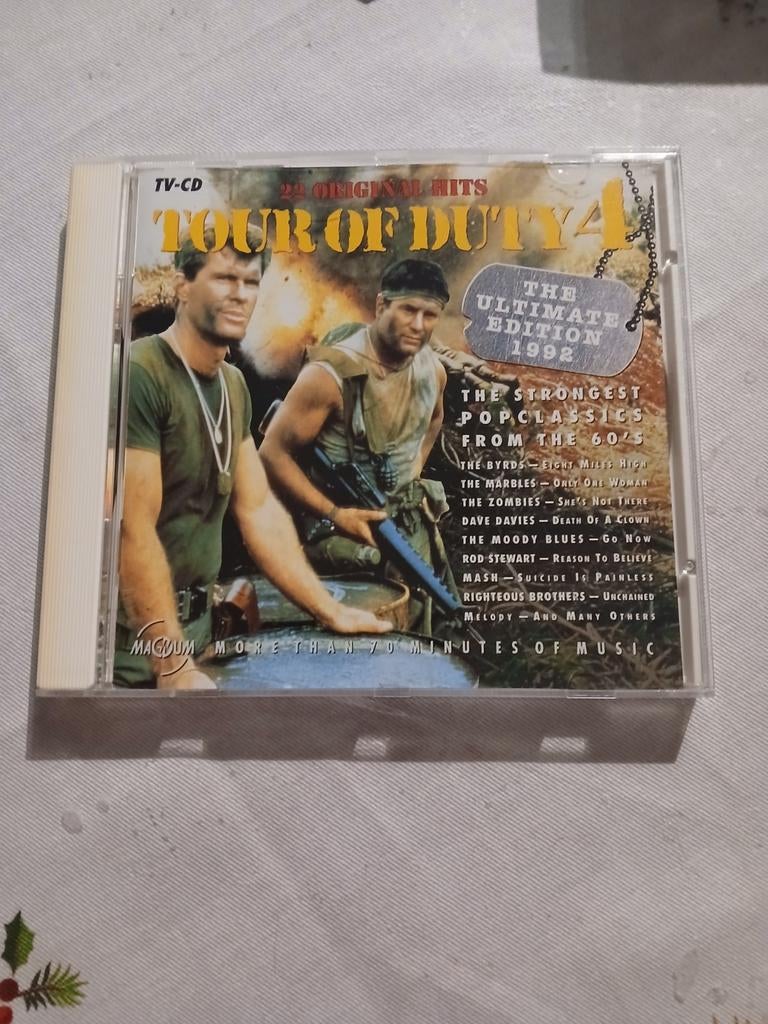 TV-CD
22 ORIGINAL HITS
TOUR OF DUTY 4
THE
ULTIMATE
EDITION
1992
THE STRONGEST
POPCLASSICS
FROM THE 60'S
THE BYRDS — EIGHT MILES HIGH
THE MARBLES — ONLY ONE WOMAN
THE ZOMBIES — SHE'S NOT THERE
DAVE DAVIES — DEATH OF A CLOWN
THE MOODY BLUES — GO NOW
ROD STEWART — REASON TO BELIEVE
MASH — SUICIDE IS PAINLESS
RIGHTEOUS BROTHERS — UNCHAINED
MELODY — AND MANY OTHERS
MAGNUM MORE THAN 70 MINUTES OF MUSIC